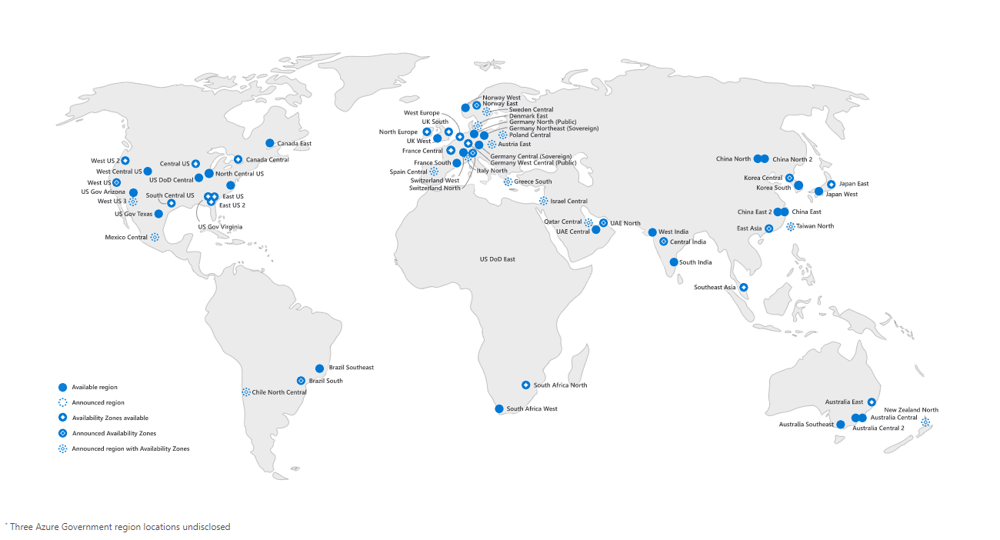 Canada East
West US 2
Central US
Canada Central
West Central US
US DoD Central
North Central US
West US
US Gov Arizona
South Central US
East US
West US 3
East US 2
US Gov Texas
US Gov Virginia
Mexico Central
Norway West
Norway East
Sweden Central
West Europe
Denmark East
UK South
Germany North (Public)
Germany Northeast (Sovereign)
North Europe
Poland Central
UK West
Austria East
France Central
Germany Central (Sovereign)
Germany West Central (Public)
France South
Italy North
Spain Central
Switzerland West
Greece South
Switzerland North
Israel Central
Qatar Central
UAE North
UAE Central
US DoD East
West India
Central India
South India
China North
China North 2
Korea Central
Korea South
Japan East
Japan West
China East 2
China East
East Asia
Taiwan North
Southeast Asia
Brazil Southeast
Brazil South
Chile North Central
South Africa North
South Africa West
Australia East
New Zealand North
Australia Central
Australia Southeast
Australia Central 2
Available region
Announced region
Availability Zones available
Announced Availability Zones
Announced region with Availability Zones
* Three Azure Government region locations undisclosed